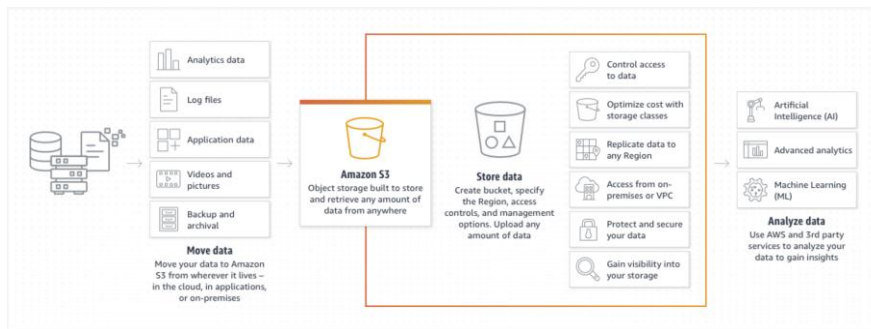 Analytics data
Log files
Application data
Videos and
pictures
Backup and
archival
Move data
Move your data to Amazon
S3 from wherever it lives –
in the cloud, in applications,
or on-premises
Amazon S3
Object storage built to store
and retrieve any amount of
data from anywhere
Store data
Create bucket, specify
the Region, access
controls, and management
options. Upload any
amount of data
Control access
to data
Optimize cost with
storage classes
Replicate data to
any Region
Access from on-
premises or VPC
Protect and secure
your data
Gain visibility into
your storage
Artificial
Intelligence (AI)
Advanced analytics
Machine Learning
(ML)
Analyze data
Use AWS and 3rd party
services to analyze your
data to gain insights